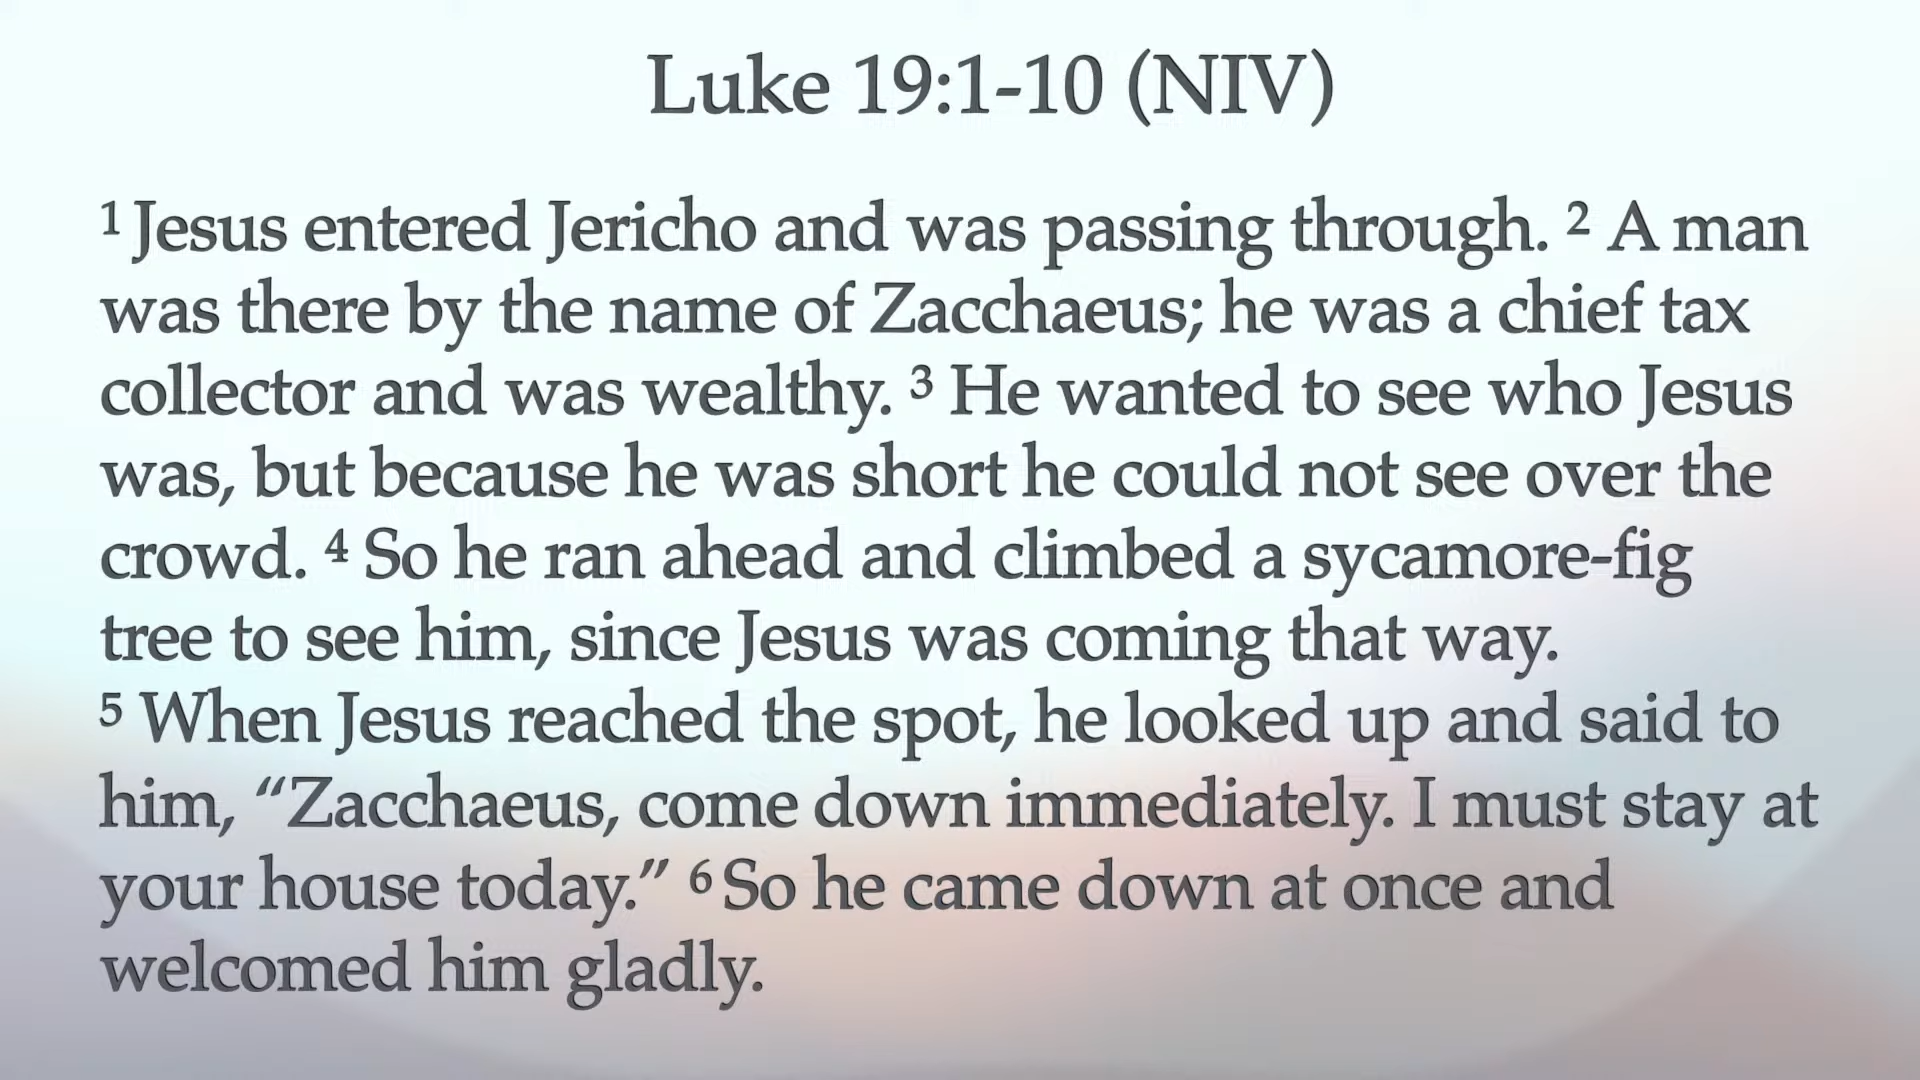 Luke 19:1-10 (NIV)
1 Jesus entered Jericho and was passing through. 2 A man
was there by the name of Zacchaeus; he was a chief tax
collector and was wealthy. 3 He wanted to see who Jesus
was, but because he was short he could not see over the
crowd. 4 So he ran ahead and climbed a sycamore-fig
tree to see him, since Jesus was coming that way.
5 When Jesus reached the spot, he looked up and said to
him, “Zacchaeus, come down immediately. I must stay at
your house today.” 6 So he came down at once and
welcomed him gladly.